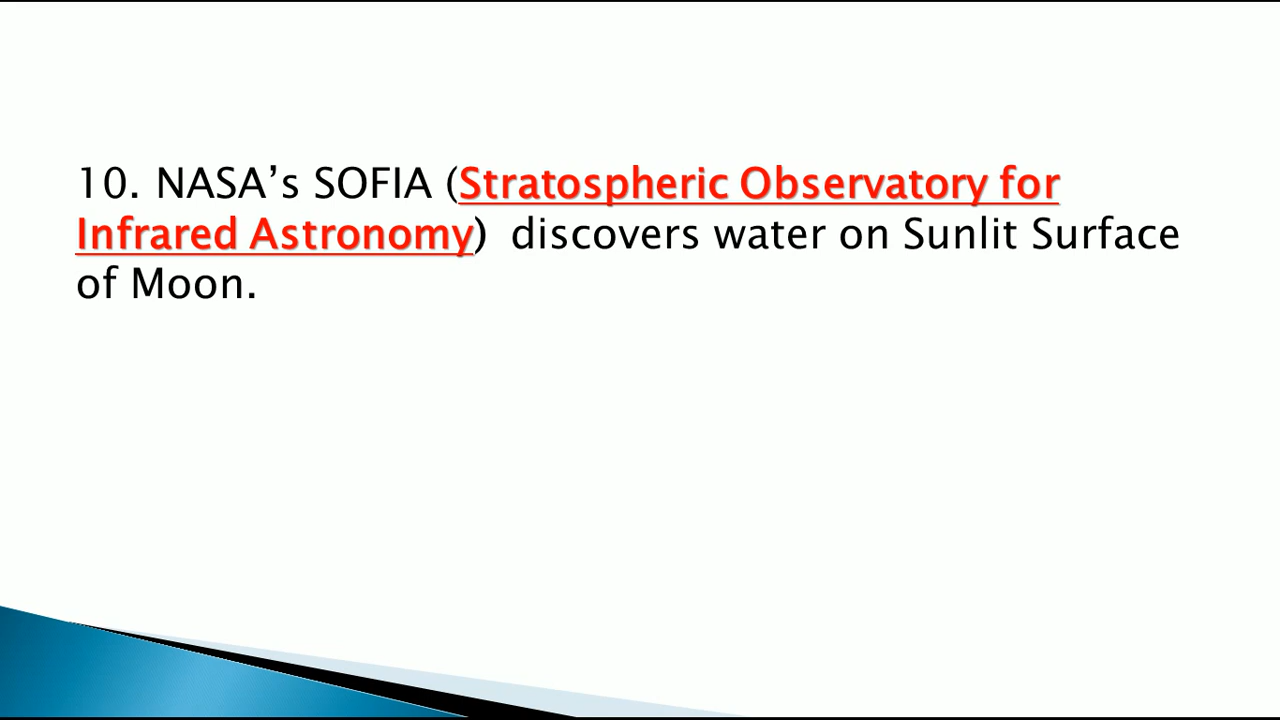 10. NASA’s SOFIA (Stratospheric Observatory for
Infrared Astronomy)  discovers water on Sunlit Surface
of Moon.